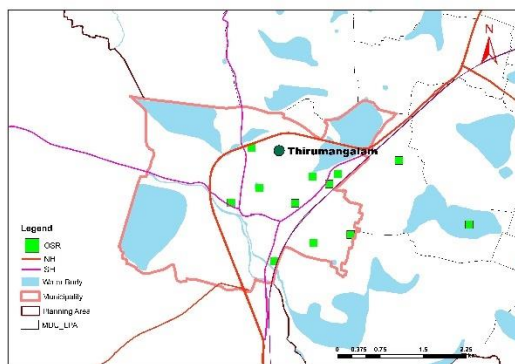 N
Thirumangalam
Legend
OSR
NH
SH
Water Body
Municipality
Planning Area
MDU_LPA
0 0.375 0.75 1.5 2.25